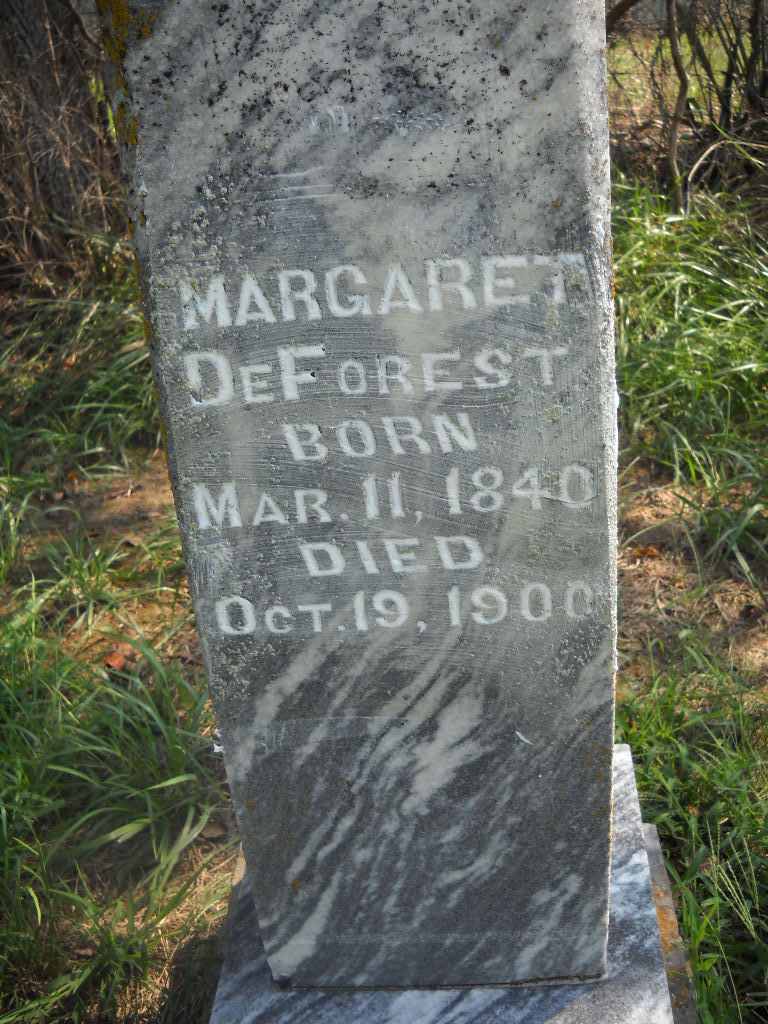 MARGARET
DEFOREST
BORN
MAR. 11, 1840
DIED
OCT. 19, 1900